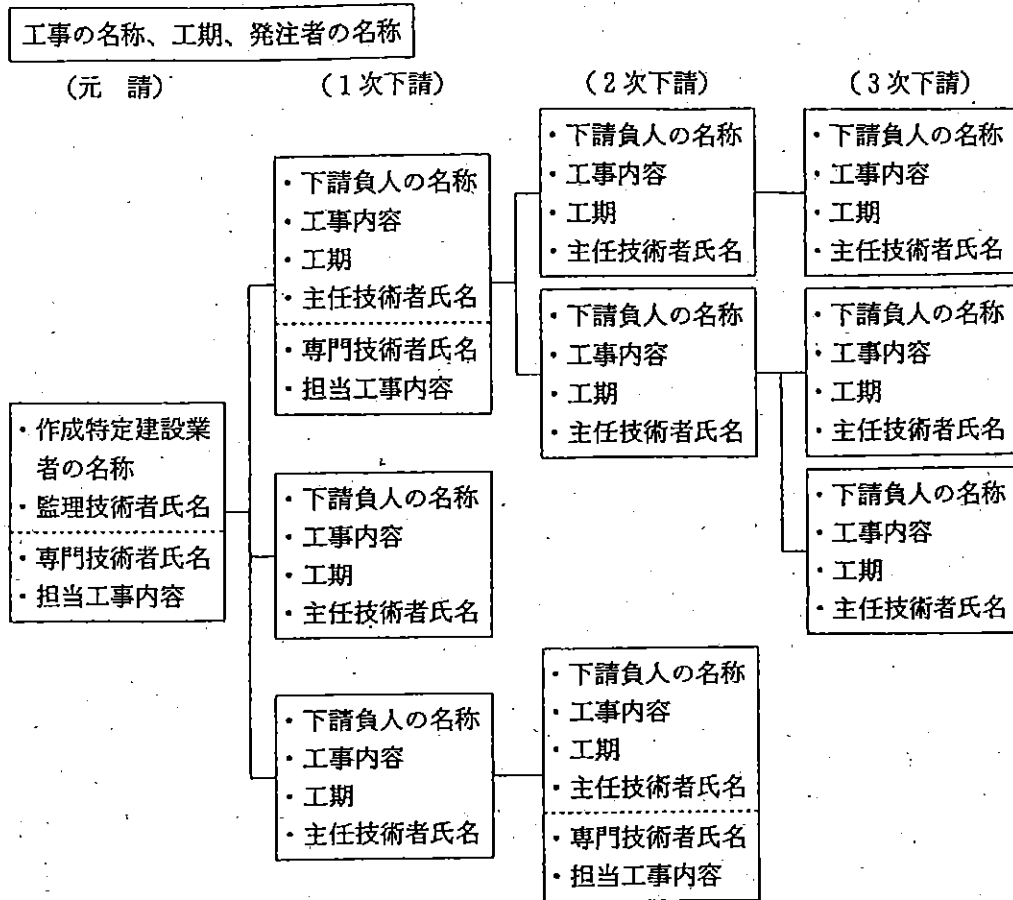 工事の名称、工期、発注者の名称
(元 請)
(1次下請)
(2次下請)
(3次下請)
・作成特定建設業
者の名称
・監理技術者氏名
・専門技術者氏名
・担当工事内容
・下請負人の名称
・工事内容
・工期
・主任技術者氏名
・専門技術者氏名
・担当工事内容
・下請負人の名称
・工事内容
・工期
・主任技術者氏名
・下請負人の名称
・工事内容
・工期
・主任技術者氏名
・下請負人の名称
・工事内容
・工期
・主任技術者氏名
・下請負人の名称
・工事内容
・工期
・主任技術者氏名
・下請負人の名称
・工事内容
・工期
・主任技術者氏名
・専門技術者氏名
・担当工事内容
・下請負人の名称
・工事内容
・工期
・主任技術者氏名
・下請負人の名称
・工事内容
・工期
・主任技術者氏名
・下請負人の名称
・工事内容
・工期
・主任技術者氏名